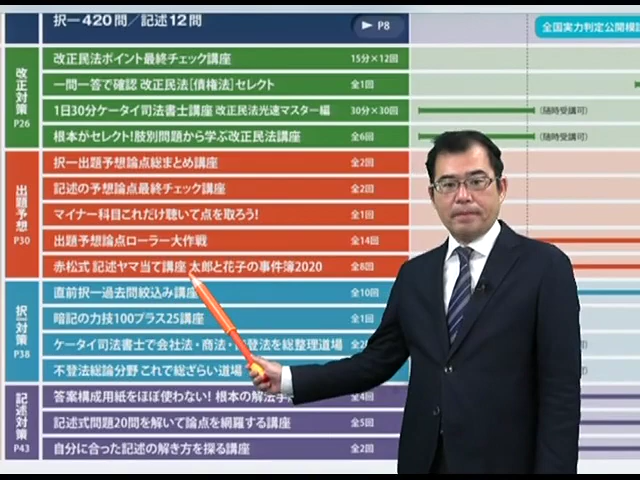 択一420問／記述12問
▶ P8
全国実力判定公開模試
改正対策
P26
改正民法ポイント最終チェック講座 15分×12回
一問一答で確認 改正民法[債権法]セレクト 全1回
1日30分ケータイ司法書士講座 改正民法光速マスター編 30分×30回 (随時受講可)
根本がセレクト!肢別問題から学ぶ改正民法講座 全6回 (随時受講可)
出題予想
P30
択一出題予想論点総まとめ講座 全2回
記述の予想論点最終チェック講座 全2回
マイナー科目これだけ聴いて点を取ろう! 全1回
出題予想論点ローラー大作戦 全14回
赤松式 記述ヤマ当て講座 太郎と花子の事件簿2020 全8回
択一対策
P38
直前択一過去問絞込み講座 全10回
暗記の力技100プラス25講座 全1回
ケータイ司法書士で会社法・商法・商登法を総整理道場
不登法総論分野 これで総ざらい道場
記述対策
P43
答案構成用紙をほぼ使わない! 根本の解法手 全4回
記述式問題20問を解いて論点を網羅する講座 全5回
自分に合った記述の解き方を探る講座 全2回